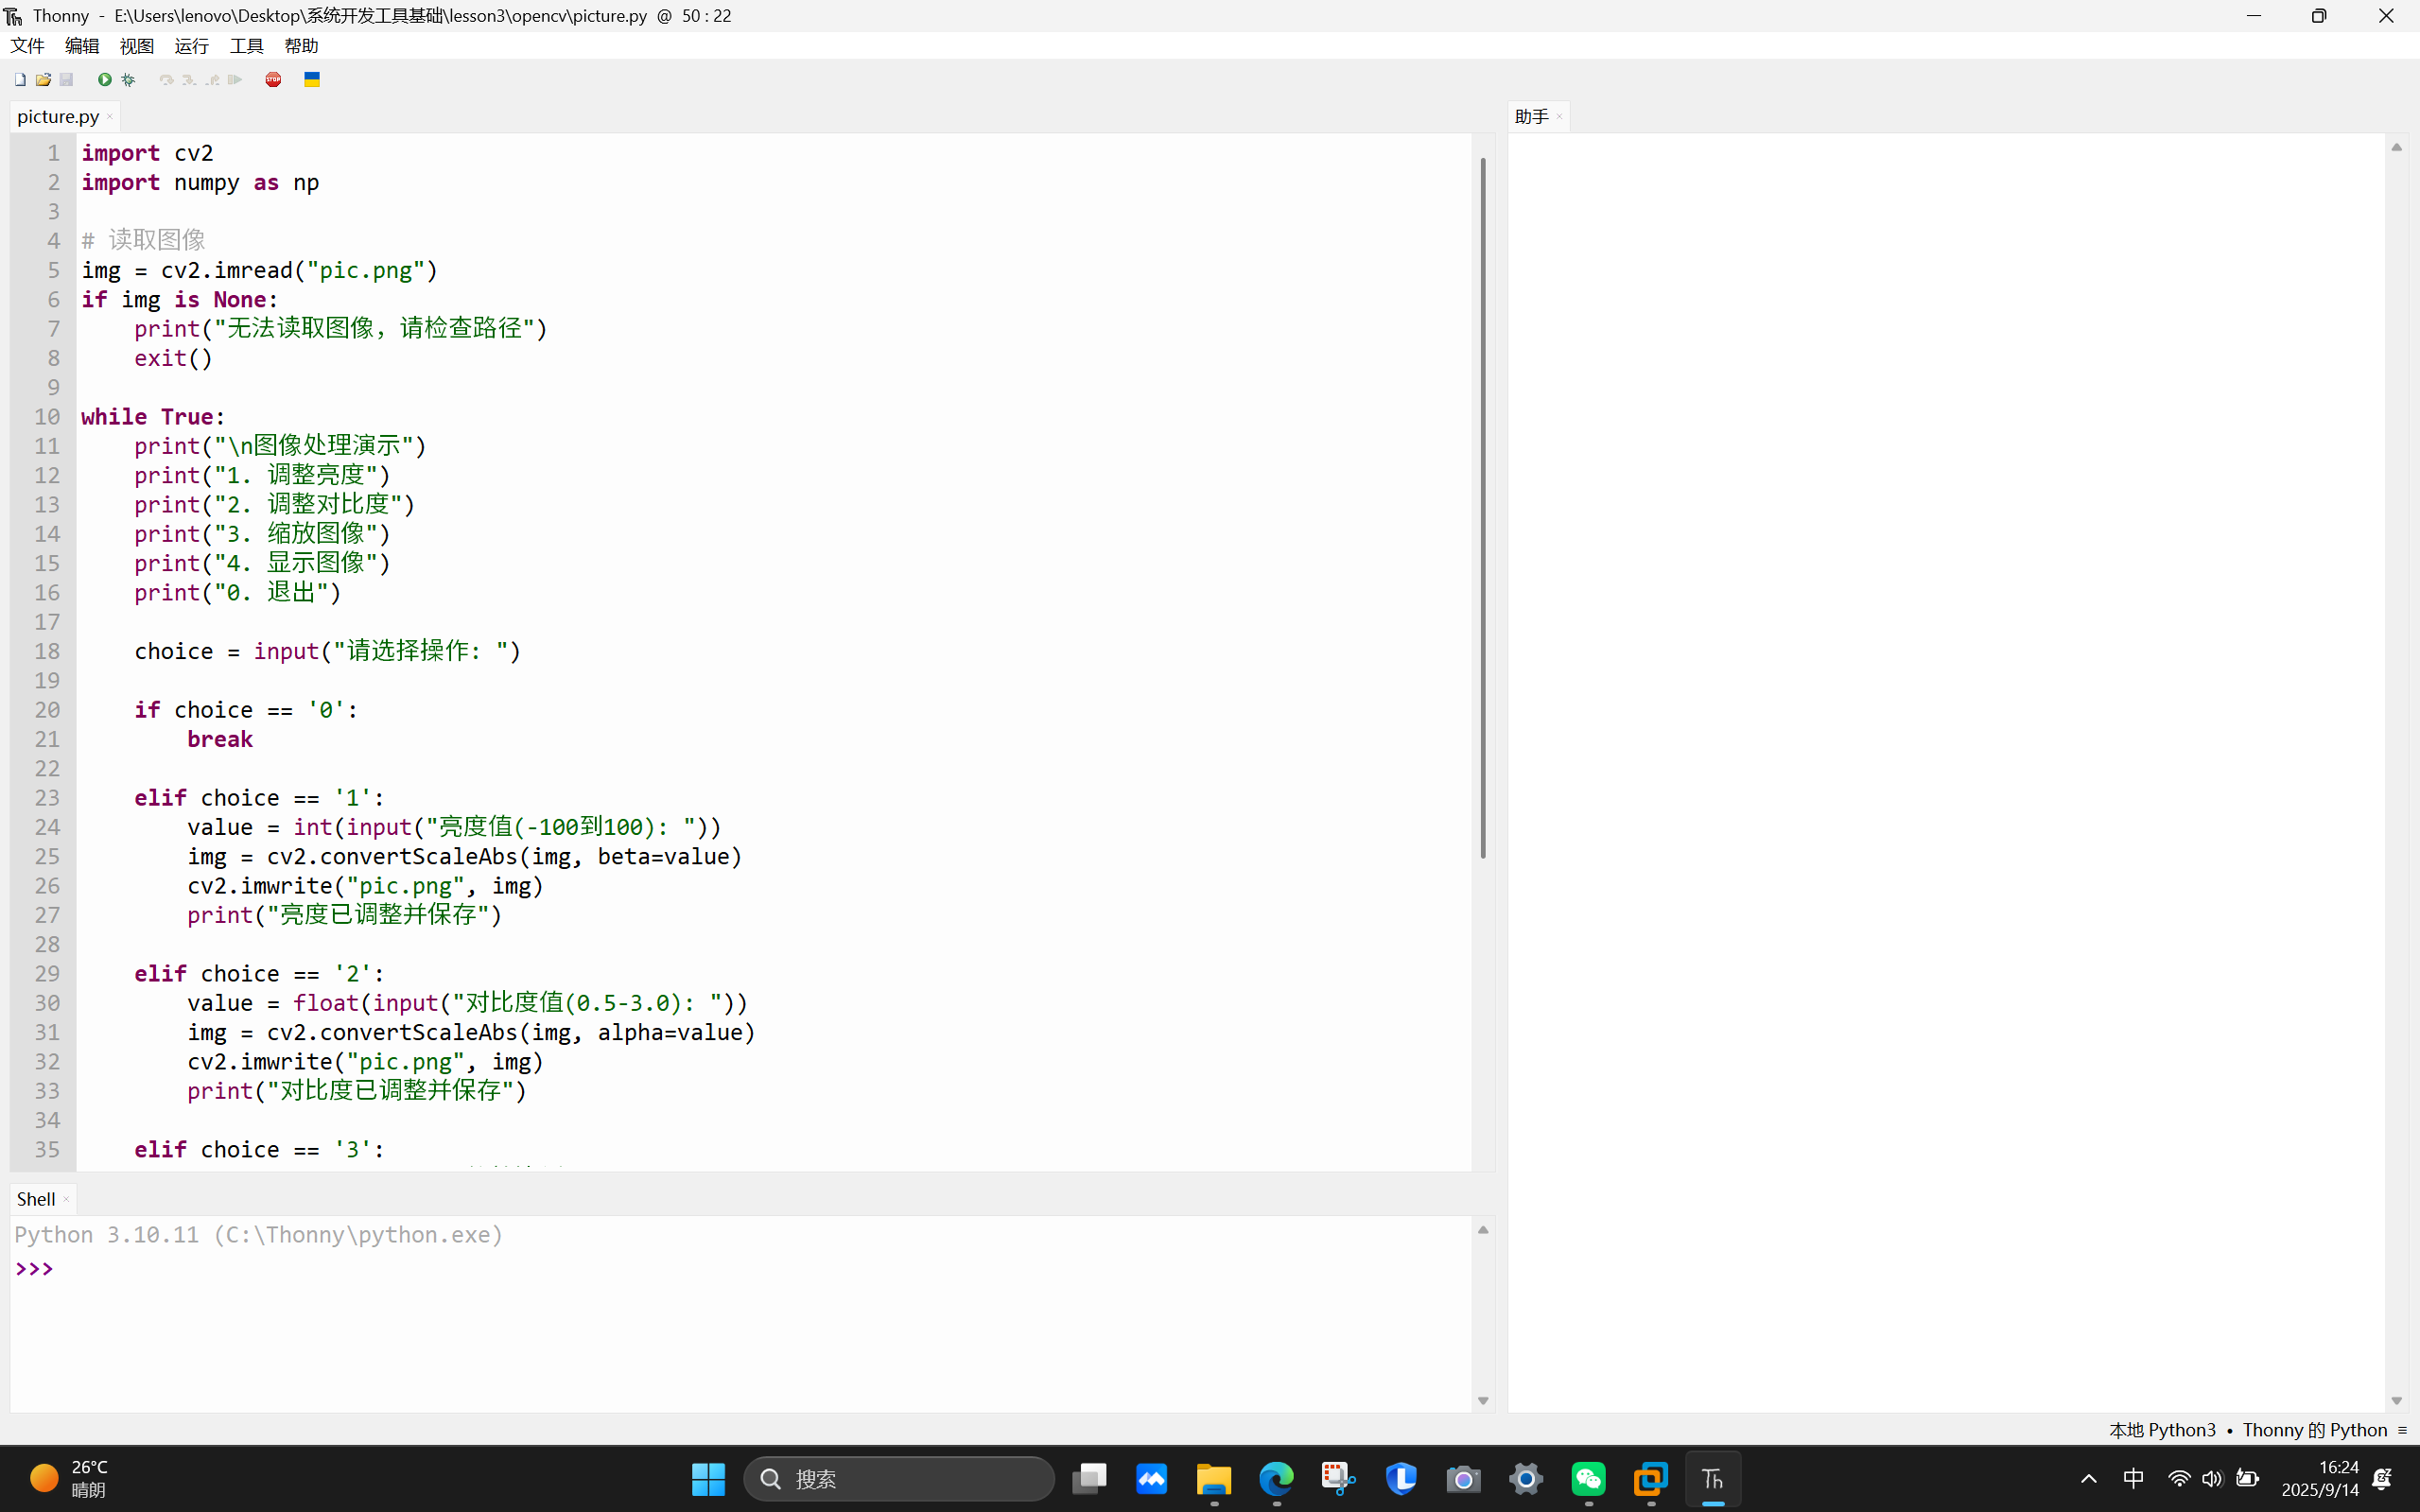 Thonny - E:\Users\lenovo\Desktop\系统开发工具基础\lesson3\opencv\picture.py @ 50 : 22
文件 编辑 视图 运行 工具 帮助
STOP
picture.py ×
助手 ×
1 import cv2
2 import numpy as np
3
4 # 读取图像
5 img = cv2.imread("pic.png")
6 if img is None:
7     print("无法读取图像，请检查路径")
8     exit()
9
10 while True:
11     print("\n图像处理演示")
12     print("1. 调整亮度")
13     print("2. 调整对比度")
14     print("3. 缩放图像")
15     print("4. 显示图像")
16     print("0. 退出")
17
18     choice = input("请选择操作: ")
19
20     if choice == '0':
21         break
22
23     elif choice == '1':
24         value = int(input("亮度值(-100到100): "))
25         img = cv2.convertScaleAbs(img, beta=value)
26         cv2.imwrite("pic.png", img)
27         print("亮度已调整并保存")
28
29     elif choice == '2':
30         value = float(input("对比度值(0.5-3.0): "))
31         img = cv2.convertScaleAbs(img, alpha=value)
32         cv2.imwrite("pic.png", img)
33         print("对比度已调整并保存")
34
35     elif choice == '3':
Shell ×
Python 3.10.11 (C:\Thonny\python.exe)
>>>
本地 Python3 • Thonny 的 Python ≡
26°C
晴朗
搜索
Th
中
16:24
2025/9/14